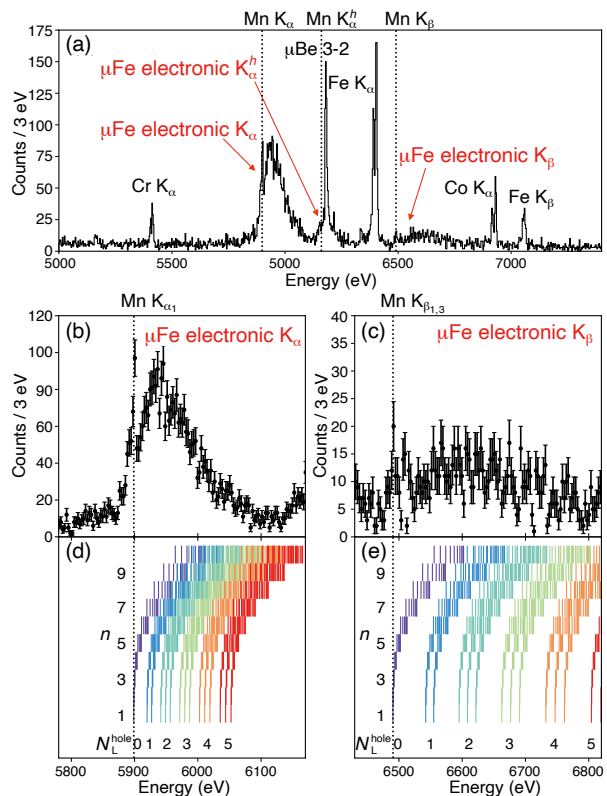 Mn Kα Mn Kαʰ Mn Kβ
(a)
μBe 3-2
μFe electronic Kαʰ
Fe Kα
μFe electronic Kα
μFe electronic Kβ
Cr Kα
Co Kα
Fe Kβ
Counts / 3 eV
175
150
125
100
75
50
25
0
5000 5500 6000 6500 7000
Energy (eV)
Mn Kα1
(b)
μFe electronic Kα
Counts / 3 eV
120
100
80
60
40
20
0
Mn Kβ1,3
(c)
μFe electronic Kβ
Counts / 3 eV
40
35
30
25
20
15
10
5
0
(d)
n
9
7
5
3
1
N_L^hole 0 1 2 3 4 5
5800 5900 6000 6100
Energy (eV)
(e)
n
9
7
5
3
1
N_L^hole 0 1 2 3 4 5
6500 6600 6700 6800
Energy (eV)